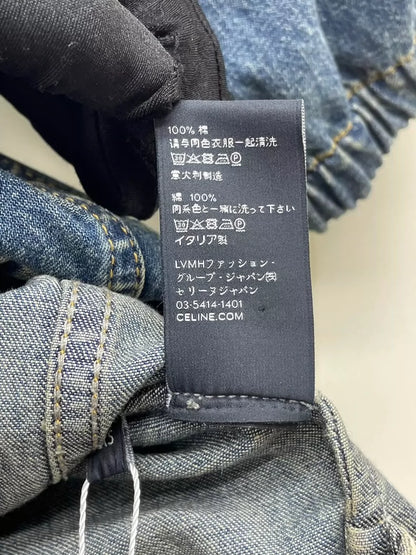 100% 棉
请与同色衣服一起清洗
意大利制造
綿 100%
同系色と一緒に洗って下さい
イタリア製
LVMHファッション・
グループ・ジャパン㈱
セリーヌジャパン
03-5414-1401
CELINE.COM